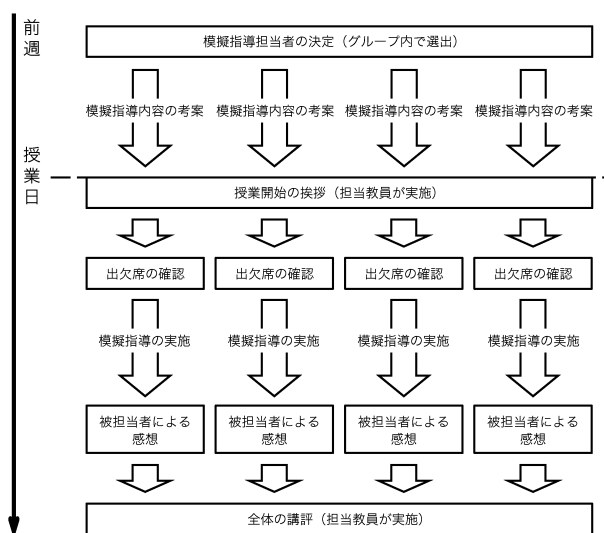 前週
模擬指導担当者の決定（グループ内で選出）
模擬指導内容の考案 模擬指導内容の考案 模擬指導内容の考案 模擬指導内容の考案
授業日
授業開始の挨拶（担当教員が実施）
出欠席の確認 出欠席の確認 出欠席の確認 出欠席の確認
模擬指導の実施 模擬指導の実施 模擬指導の実施 模擬指導の実施
被担当者による 被担当者による 被担当者による 被担当者による
感想 感想 感想 感想
全体の講評（担当教員が実施）